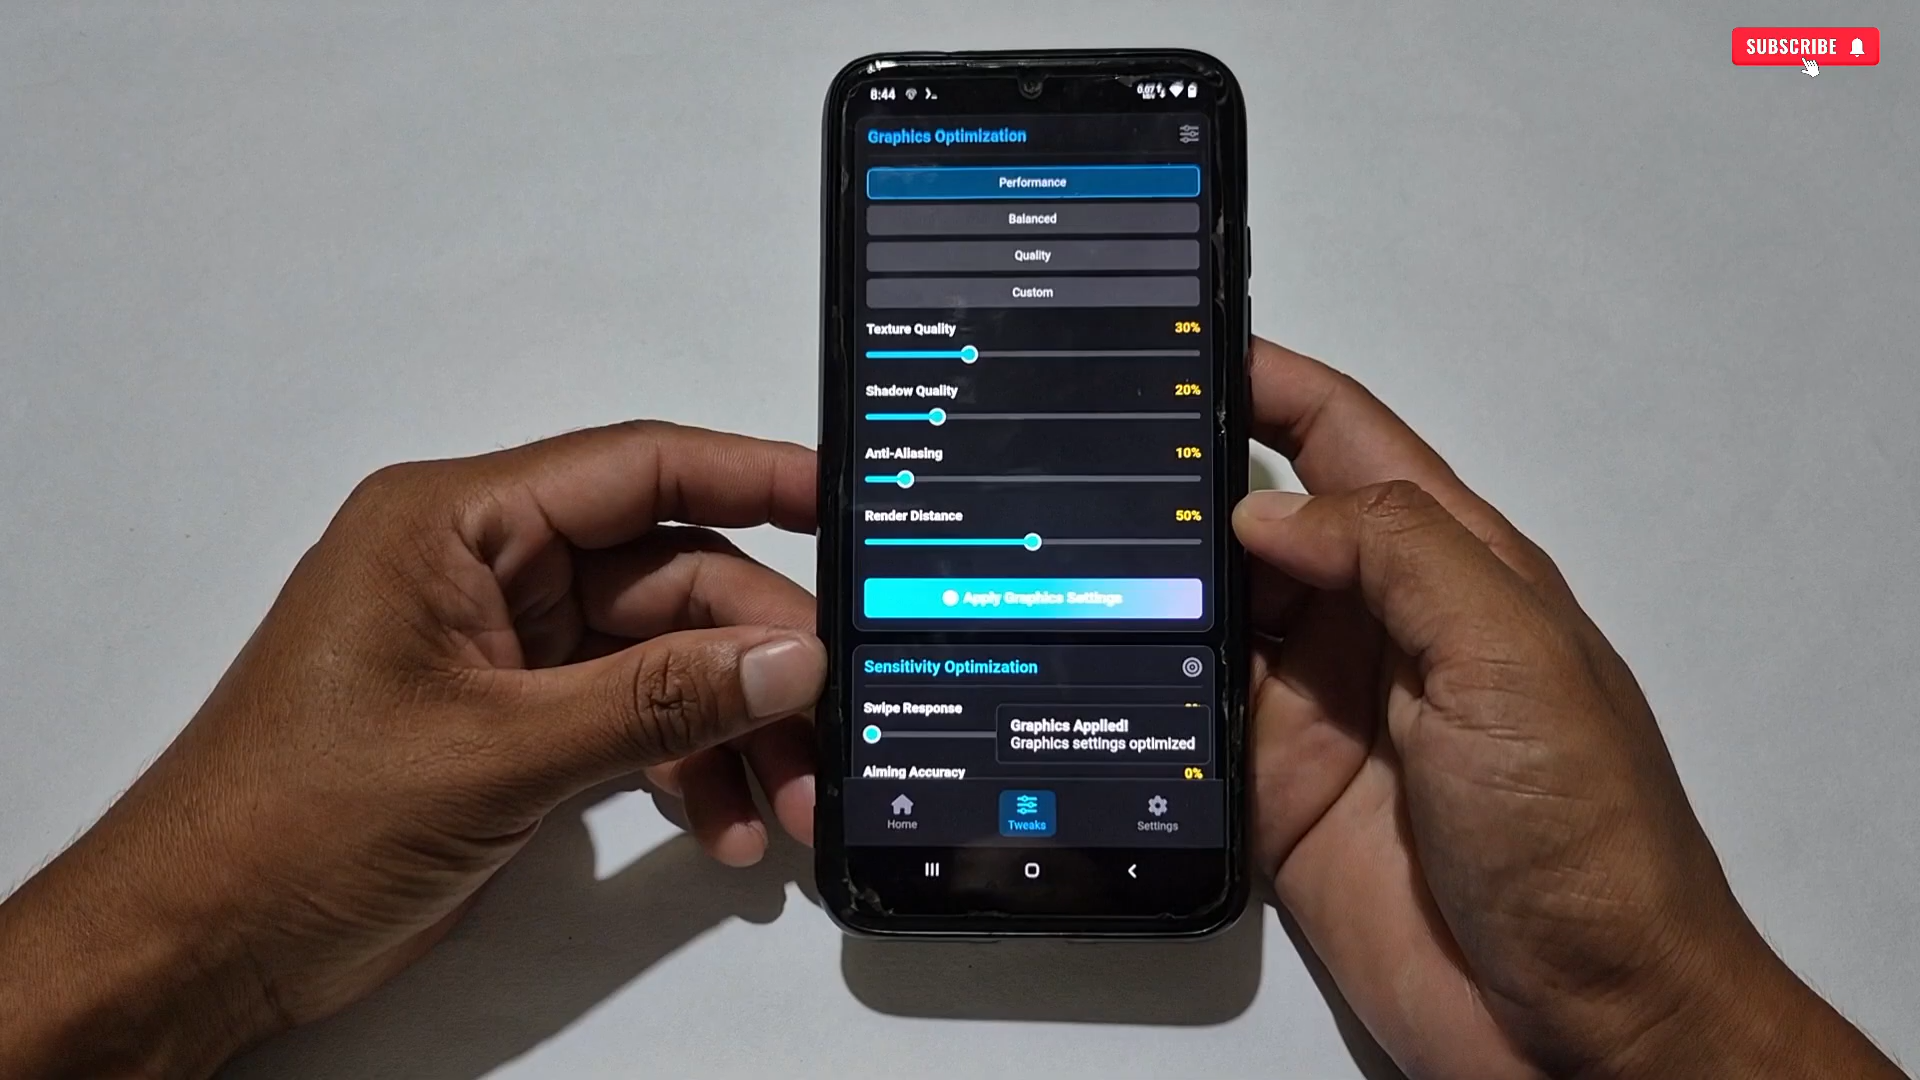 SUBSCRIBE
8:44
Graphics Optimization
Performance
Balanced
Quality
Custom
Texture Quality 30%
Shadow Quality 20%
Anti-Aliasing 10%
Render Distance 50%
Apply Graphics Settings
Sensitivity Optimization
Swipe Response
Graphics Applied!
Graphics settings optimized
Aiming Accuracy 0%
Home
Tweaks
Settings